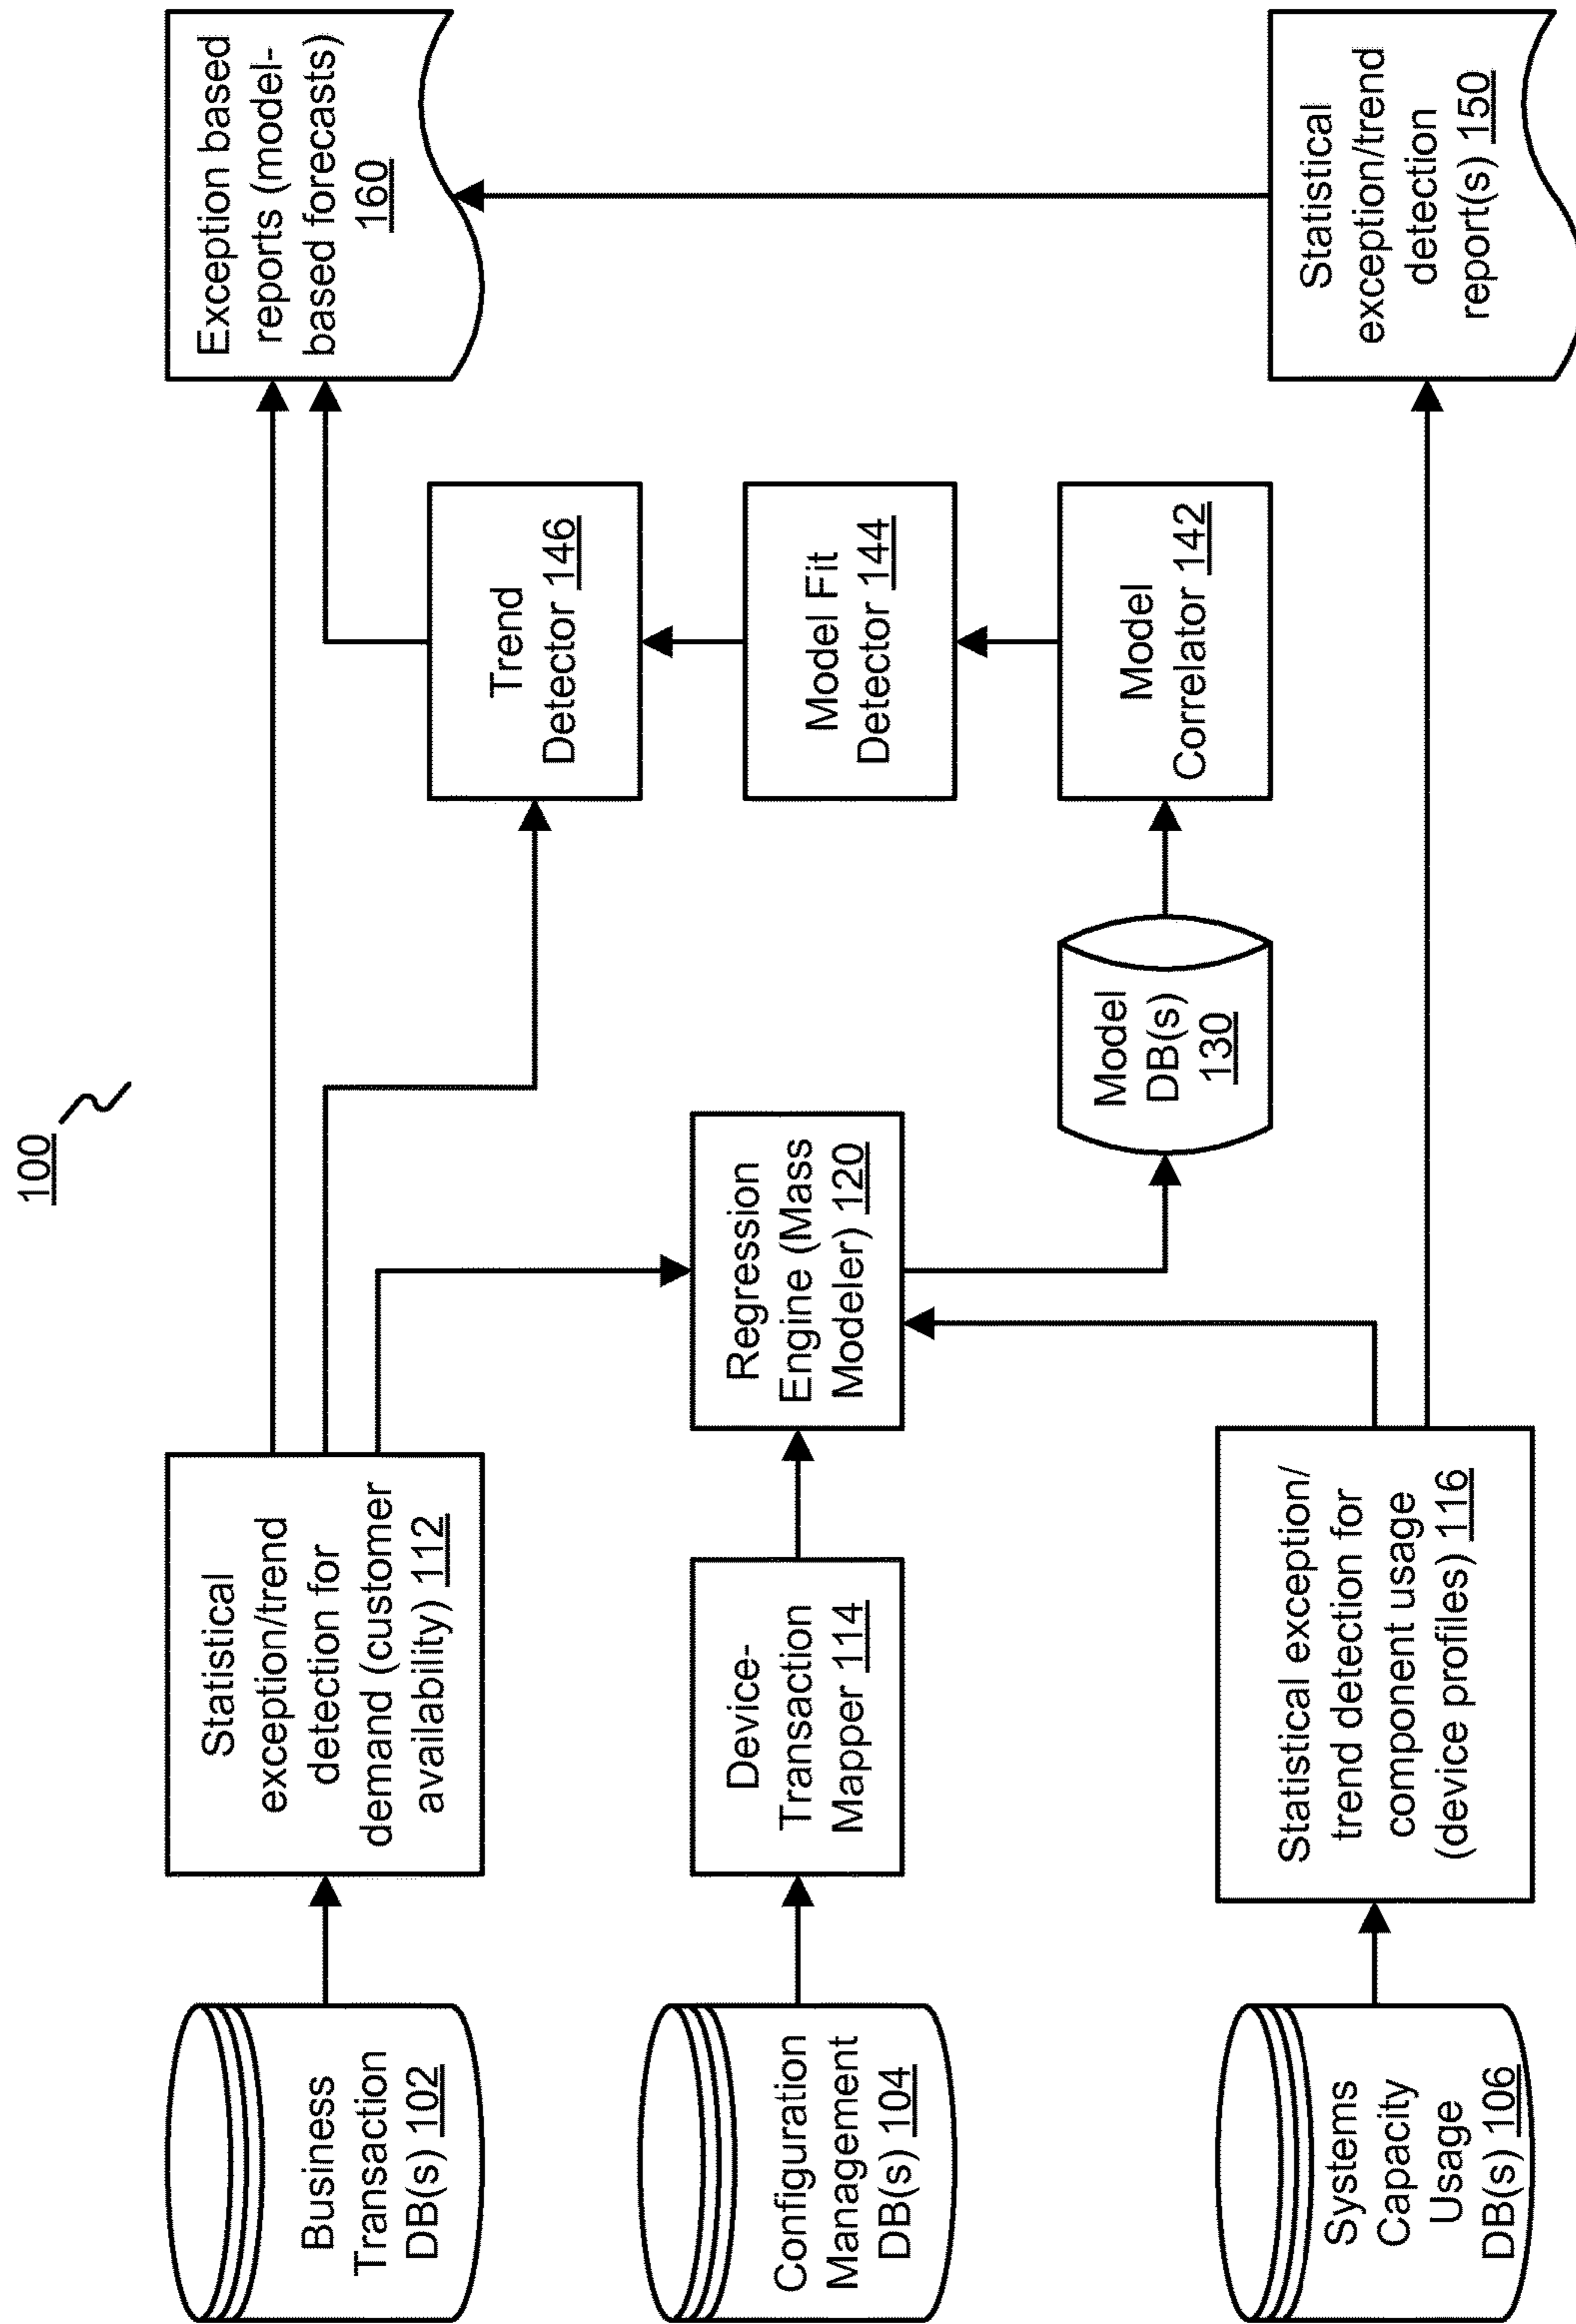 100
Business
Transaction
DB(s) 102
Statistical
exception/trend
detection for
demand (customer
availability) 112
Exception based
reports (model-
based forecasts)
160
Trend
Detector 146
Configuration
Management
DB(s) 104
Device-
Transaction
Mapper 114
Regression
Engine (Mass
Modeler) 120
Model Fit
Detector 144
Model
DB(s)
130
Model
Correlator 142
Systems
Capacity
Usage
DB(s) 106
Statistical exception/
trend detection for
component usage
(device profiles) 116
Statistical
exception/trend
detection
report(s) 150